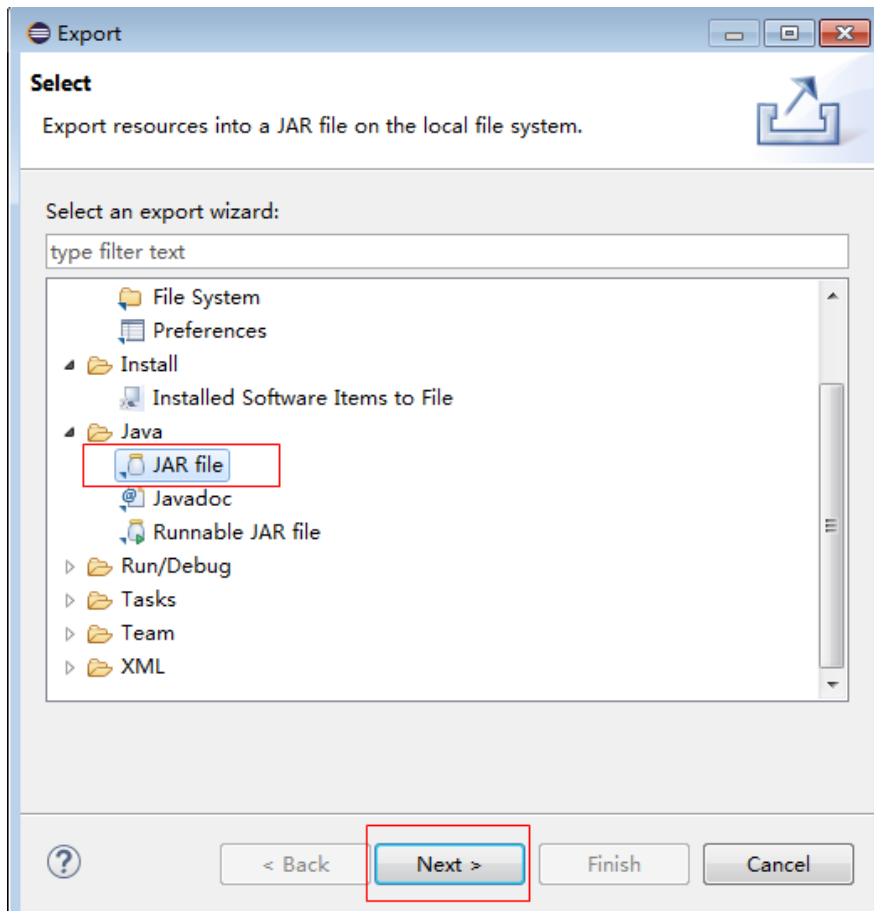 Export
Select
Export resources into a JAR file on the local file system.
Select an export wizard:
type filter text
File System
Preferences
Install
Installed Software Items to File
Java
JAR file
Javadoc
Runnable JAR file
Run/Debug
Tasks
Team
XML
< Back Next > Finish Cancel